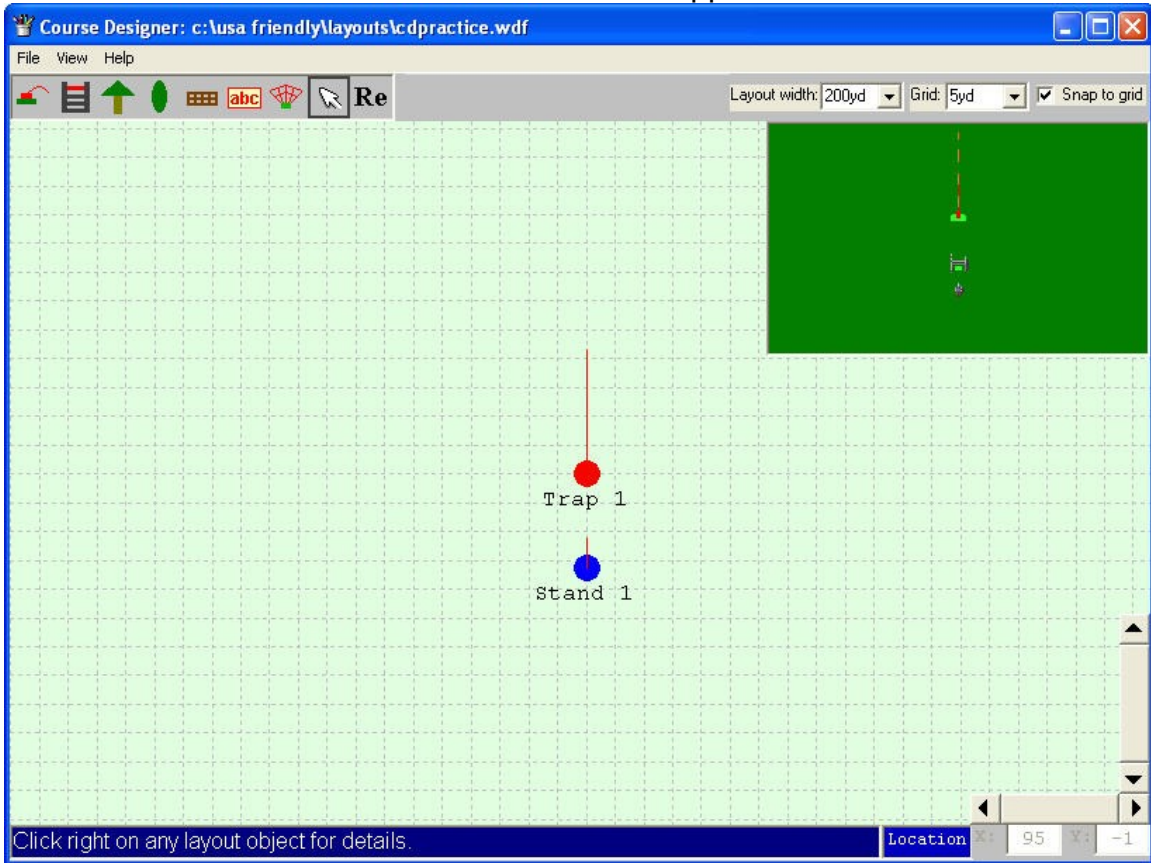 Course Designer: c:\usa friendly\layouts\cdpractice.wdf
File View Help
abc Re Layout width: 200yd Grid: 5yd Snap to grid
Trap 1
Stand 1
Click right on any layout object for details. Location X: 95 Y: -1